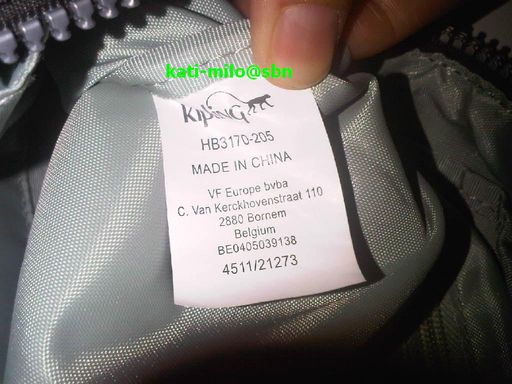 kati-milo@sbn
KIPLING
HB3170-205
MADE IN CHINA
VF Europe bvba
C. Van Kerckhovenstraat 110
2880 Bornem
Belgium
BE0405039138
4511/21273